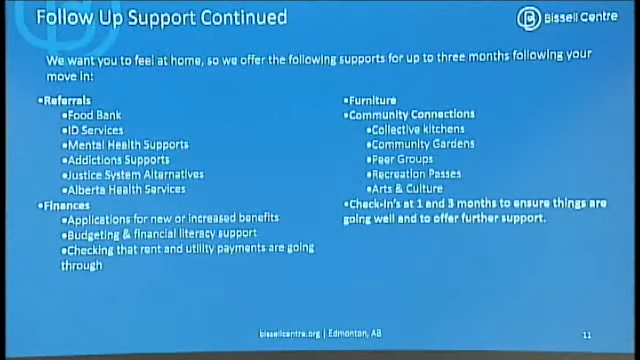 Follow Up Support Continued
Bissell Centre
We want you to feel at home, so we offer the following supports for up to three months following your
move in:
•Referrals
•Food Bank
•ID Services
•Mental Health Supports
•Addictions Supports
•Justice System Alternatives
•Alberta Health Services
•Finances
•Applications for new or increased benefits
•Budgeting & financial literacy support
•Checking that rent and utility payments are going
through
•Furniture
•Community Connections
•Collective kitchens
•Community Gardens
•Peer Groups
•Recreation Passes
•Arts & Culture
•Check-in's at 1 and 3 months to ensure things are
going well and to offer further support.
bissellcentre.org | Edmonton, AB
11